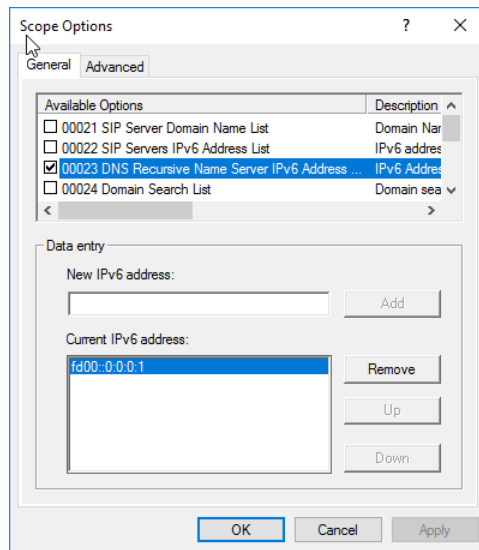 Scope Options ? ×
General Advanced
Available Options Description
00021 SIP Server Domain Name List Domain Nar
00022 SIP Servers IPv6 Address List IPv6 addres
00023 DNS Recursive Name Server IPv6 Address ... IPv6 Addres
00024 Domain Search List Domain sea
Data entry
New IPv6 address:
Add
Current IPv6 address:
fd00::0:0:0:1
Remove
Up
Down
OK Cancel Apply